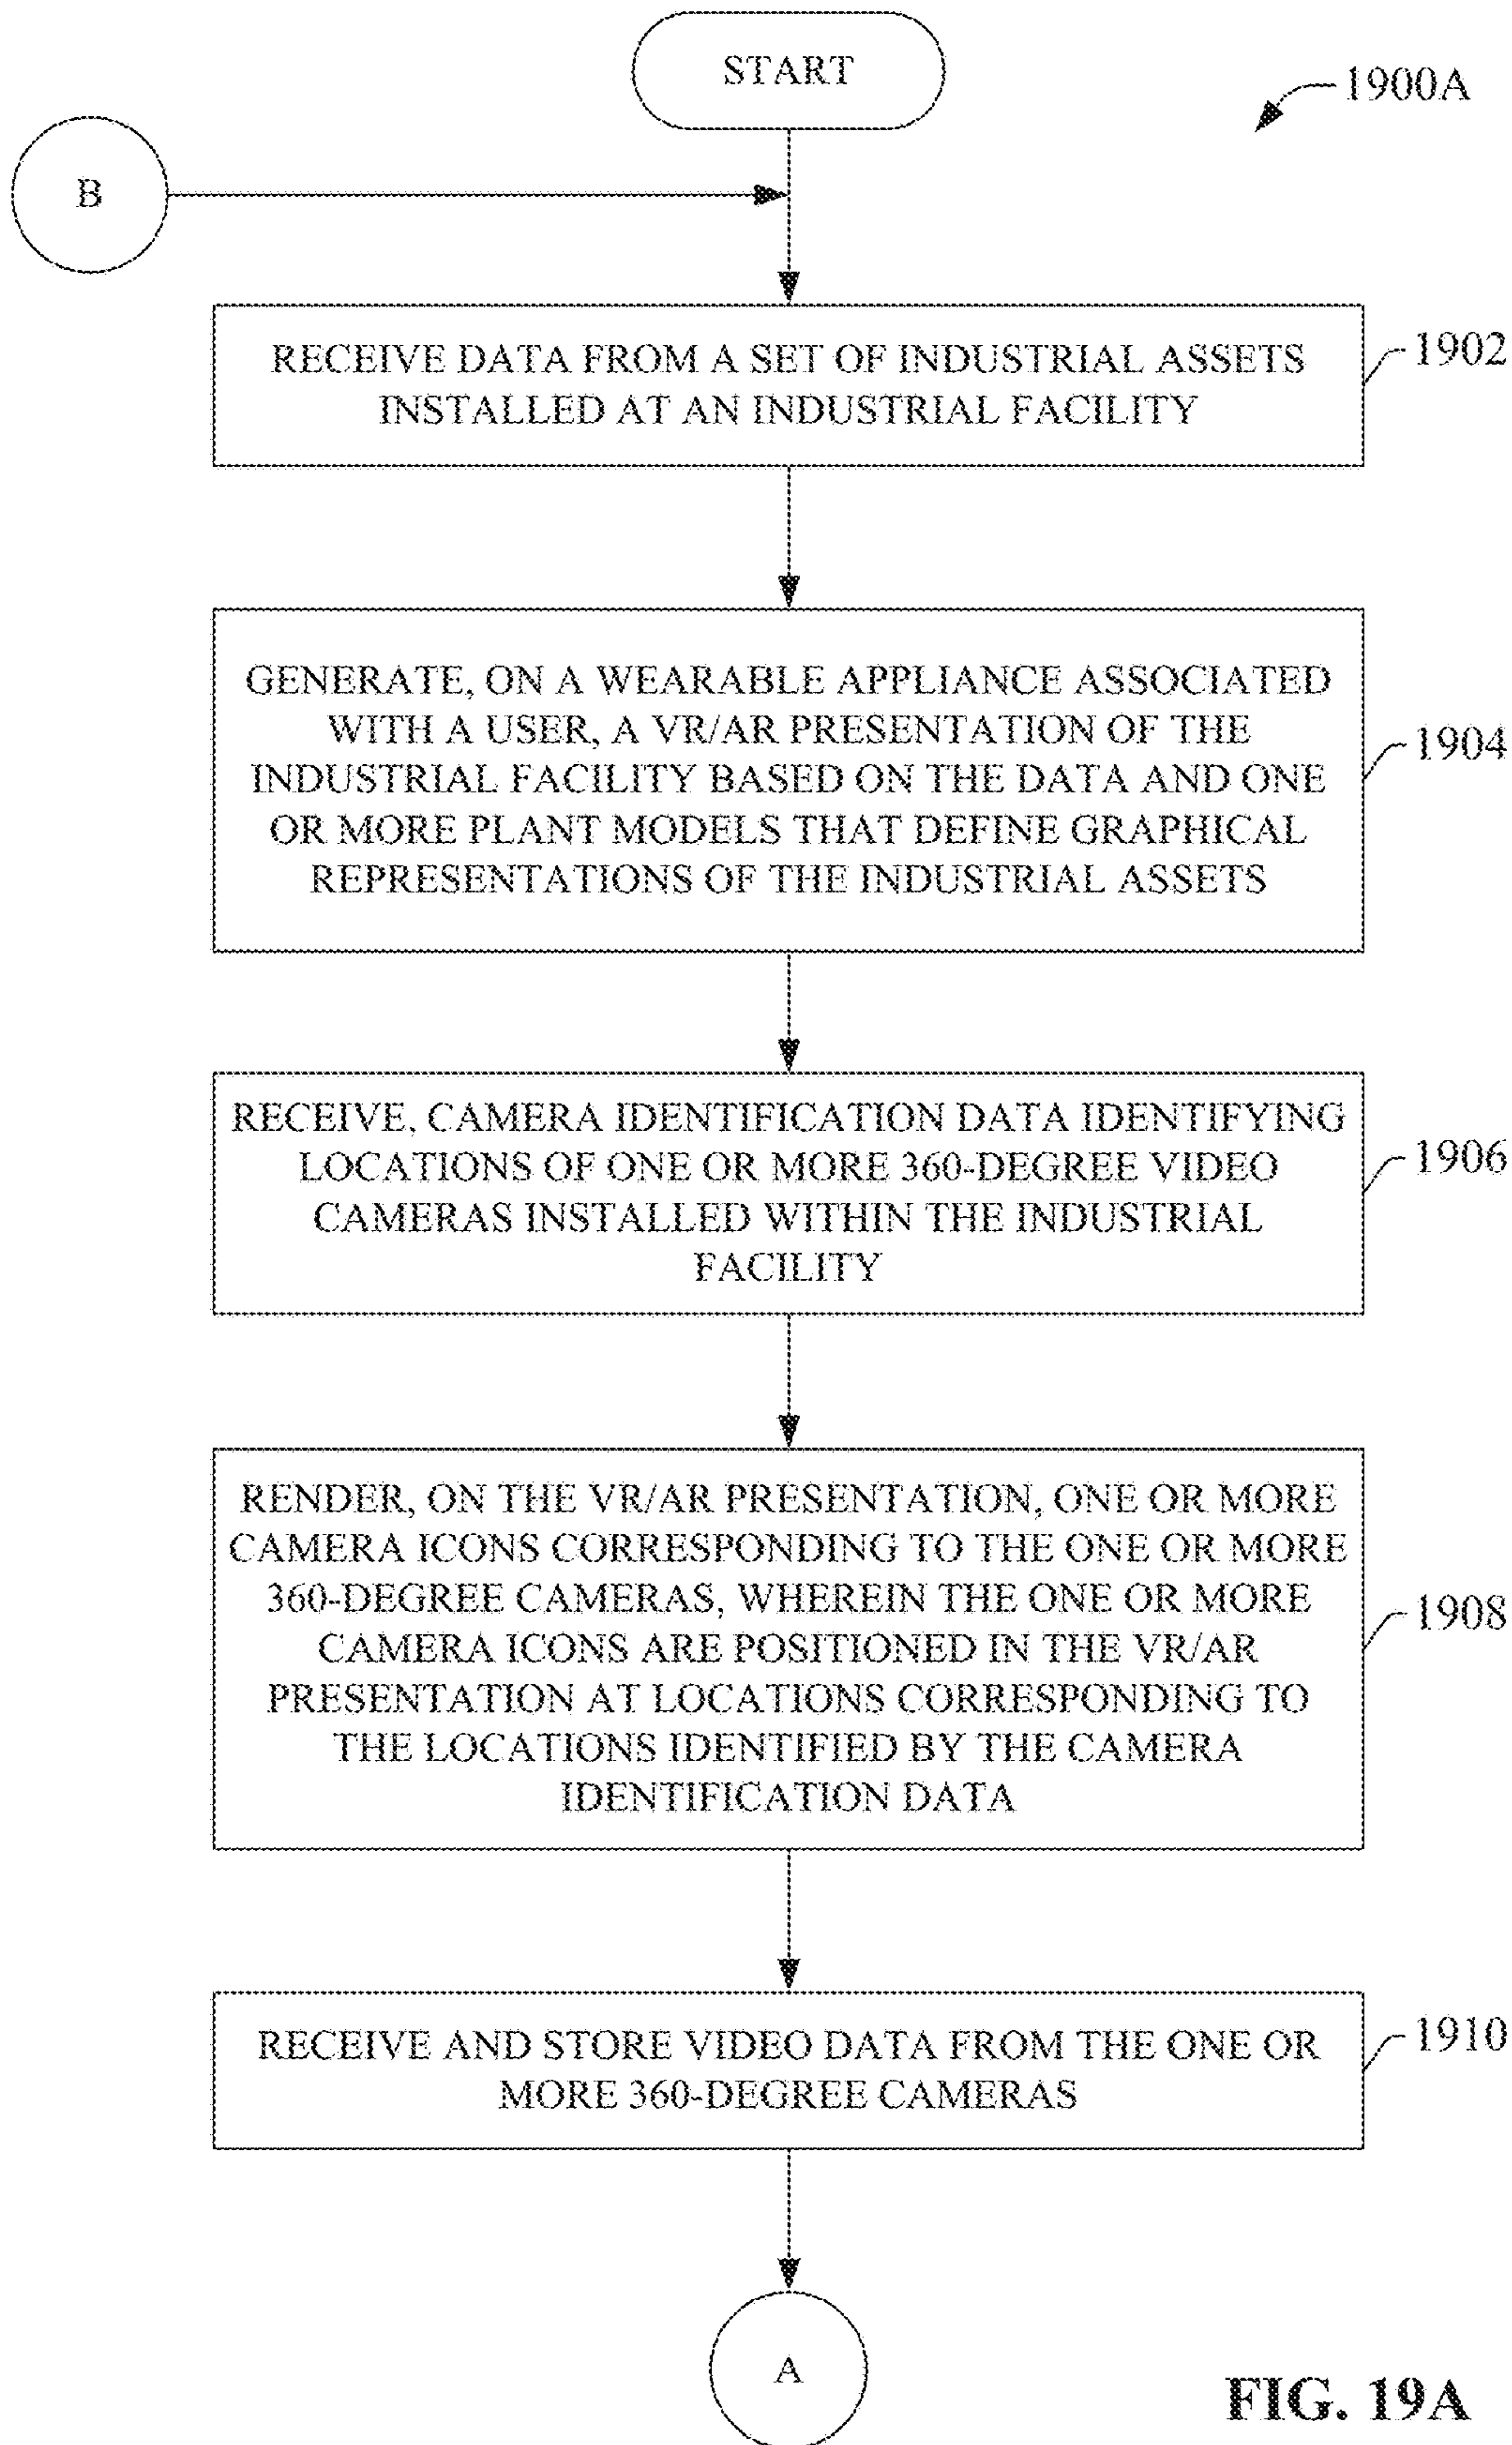 START
1900A
B
RECEIVE DATA FROM A SET OF INDUSTRIAL ASSETS
INSTALLED AT AN INDUSTRIAL FACILITY
1902
GENERATE, ON A WEARABLE APPLIANCE ASSOCIATED
WITH A USER, A VR/AR PRESENTATION OF THE
INDUSTRIAL FACILITY BASED ON THE DATA AND ONE
OR MORE PLANT MODELS THAT DEFINE GRAPHICAL
REPRESENTATIONS OF THE INDUSTRIAL ASSETS
1904
RECEIVE, CAMERA IDENTIFICATION DATA IDENTIFYING
LOCATIONS OF ONE OR MORE 360-DEGREE VIDEO
CAMERAS INSTALLED WITHIN THE INDUSTRIAL
FACILITY
1906
RENDER, ON THE VR/AR PRESENTATION, ONE OR MORE
CAMERA ICONS CORRESPONDING TO THE ONE OR MORE
360-DEGREE CAMERAS, WHEREIN THE ONE OR MORE
CAMERA ICONS ARE POSITIONED IN THE VR/AR
PRESENTATION AT LOCATIONS CORRESPONDING TO
THE LOCATIONS IDENTIFIED BY THE CAMERA
IDENTIFICATION DATA
1908
RECEIVE AND STORE VIDEO DATA FROM THE ONE OR
MORE 360-DEGREE CAMERAS
1910
A
FIG. 19A